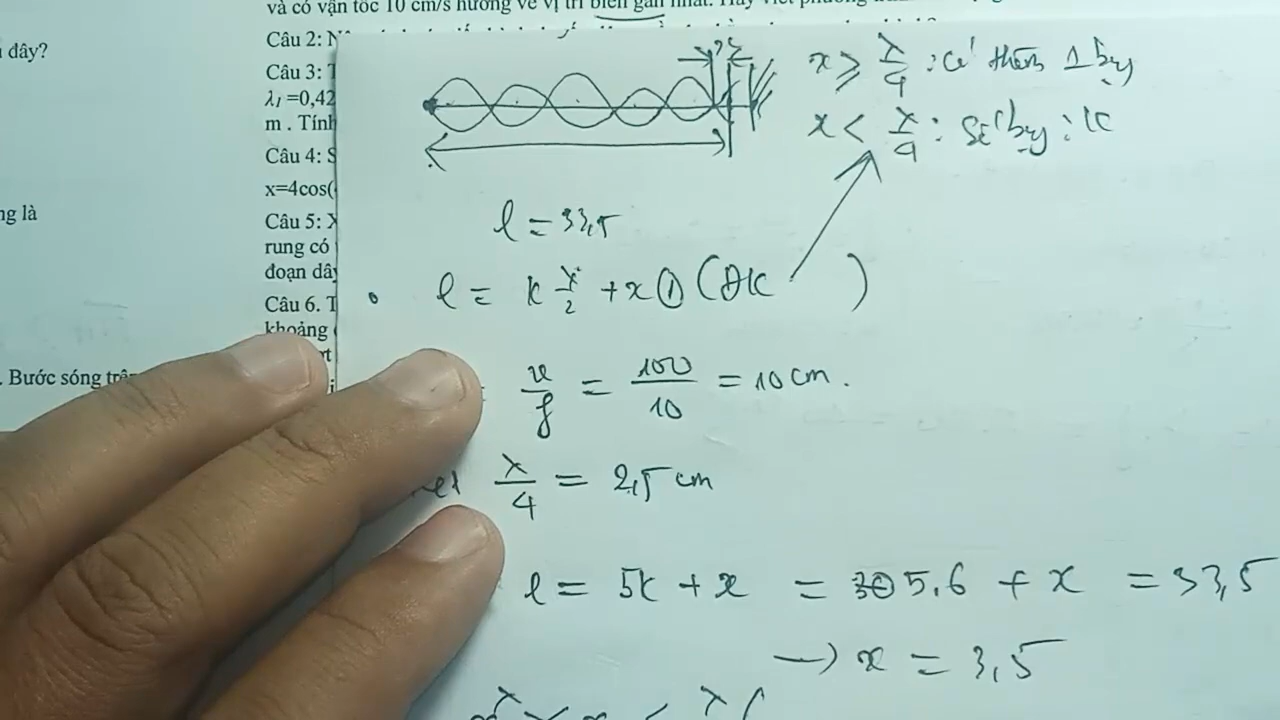 và có vận tốc 10 cm/s hướng về vị trí biên gần nhất. Hãy viết phương
đây?
Câu 2:
Câu 3: T
λ₁ =0,42
m . Tính
Câu 4: S
x=4cos(
ng là
Câu 5: X
rung có
đoạn dây
Câu 6. T
khoảng
. Bước sóng trên
x ≥ λ/4 : có thêm 1 bụng
x < λ/4 : số bụng : k
l = 33,5
l = k λ/2 + x ① (ĐK )
v/f = 100/10 = 10 cm.
λ/4 = 2,5 cm
l = 5k + x = 5.6 + x = 33,5
→ x = 3,5